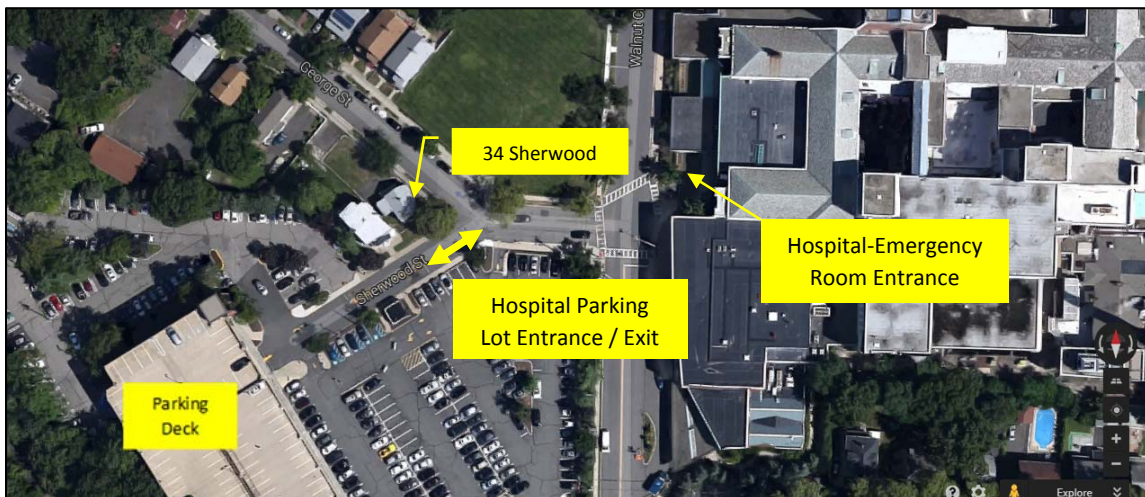 Walnut
George St
34 Sherwood
Hospital-Emergency
Room Entrance
Sherwood St
Hospital Parking
Lot Entrance / Exit
Parking
Deck
Explore